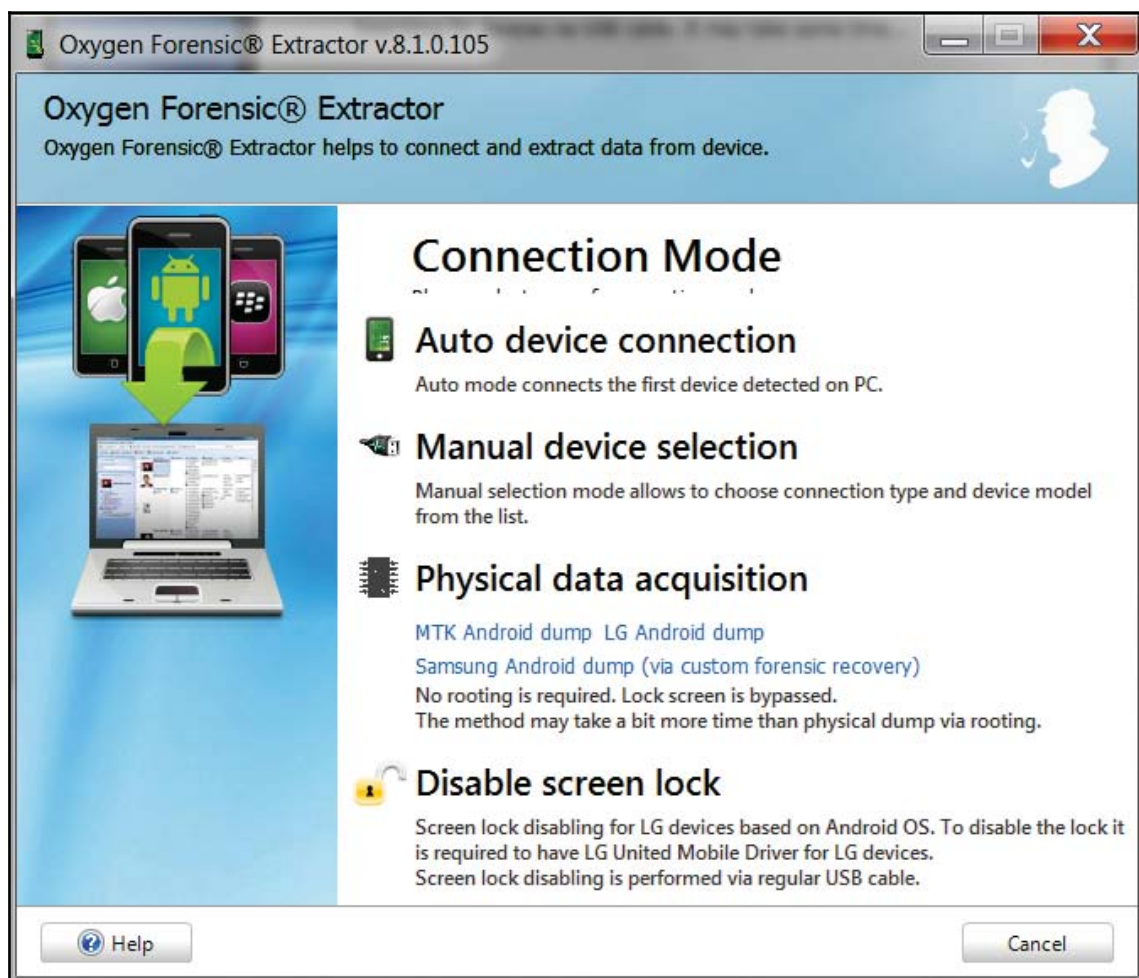 Oxygen Forensic® Extractor v.8.1.0.105
Oxygen Forensic® Extractor
Oxygen Forensic® Extractor helps to connect and extract data from device.
Connection Mode
Auto device connection
Auto mode connects the first device detected on PC.
Manual device selection
Manual selection mode allows to choose connection type and device model
from the list.
Physical data acquisition
MTK Android dump LG Android dump
Samsung Android dump (via custom forensic recovery)
No rooting is required. Lock screen is bypassed.
The method may take a bit more time than physical dump via rooting.
Disable screen lock
Screen lock disabling for LG devices based on Android OS. To disable the lock it
is required to have LG United Mobile Driver for LG devices.
Screen lock disabling is performed via regular USB cable.
Help
Cancel